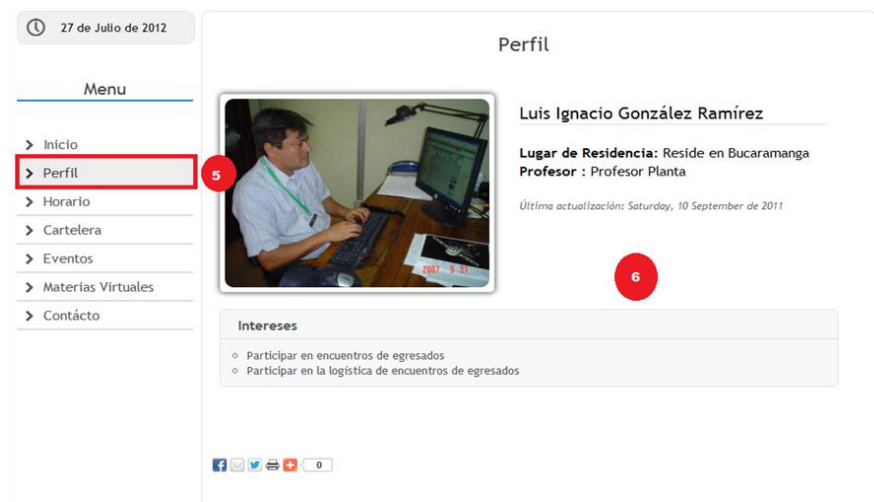 27 de Julio de 2012
Menu
Inicio
Perfil
5
Horario
Cartelera
Eventos
Materias Virtuales
Contácto
Perfil
Luis Ignacio González Ramírez
Lugar de Residencia: Reside en Bucaramanga
Profesor : Profesor Planta
Última actualización: Saturday, 10 September de 2011
2007 5 31
6
Intereses
Participar en encuentros de egresados
Participar en la logística de encuentros de egresados
0